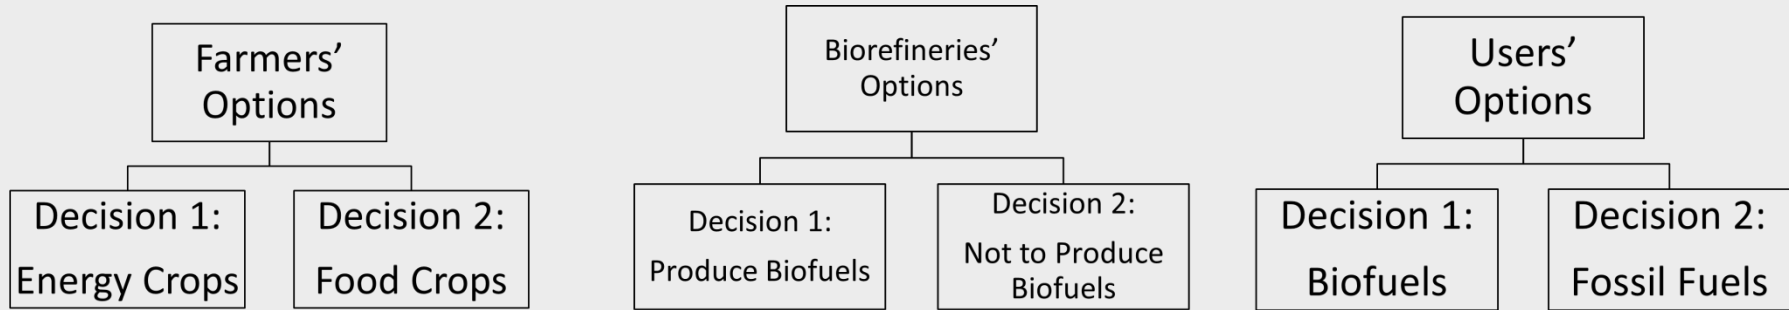 Farmers’
Options
Decision 1:
Energy Crops
Decision 2:
Food Crops
Biorefineries’
Options
Decision 1:
Produce Biofuels
Decision 2:
Not to Produce
Biofuels
Users’
Options
Decision 1:
Biofuels
Decision 2:
Fossil Fuels